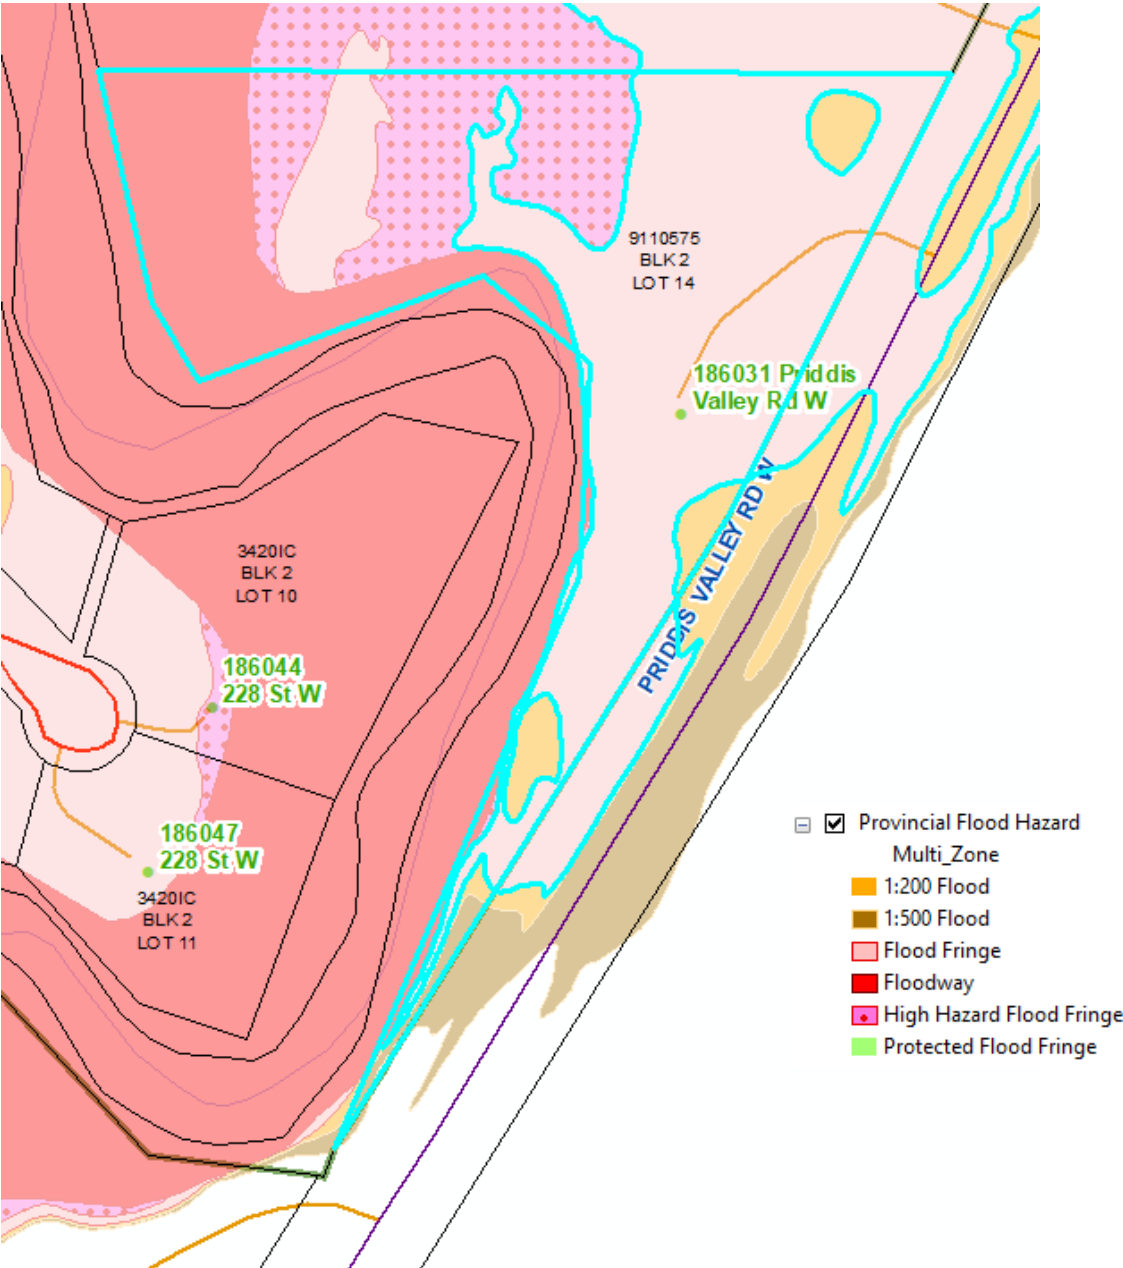 9110575
BLK 2
LOT 14
186031 Priddis
Valley Rd W
PRIDDIS VALLEY RD W
3420IC
BLK 2
LOT 10
186044
228 St W
186047
228 St W
3420IC
BLK 2
LOT 11
Provincial Flood Hazard
Multi_Zone
1:200 Flood
1:500 Flood
Flood Fringe
Floodway
High Hazard Flood Fringe
Protected Flood Fringe